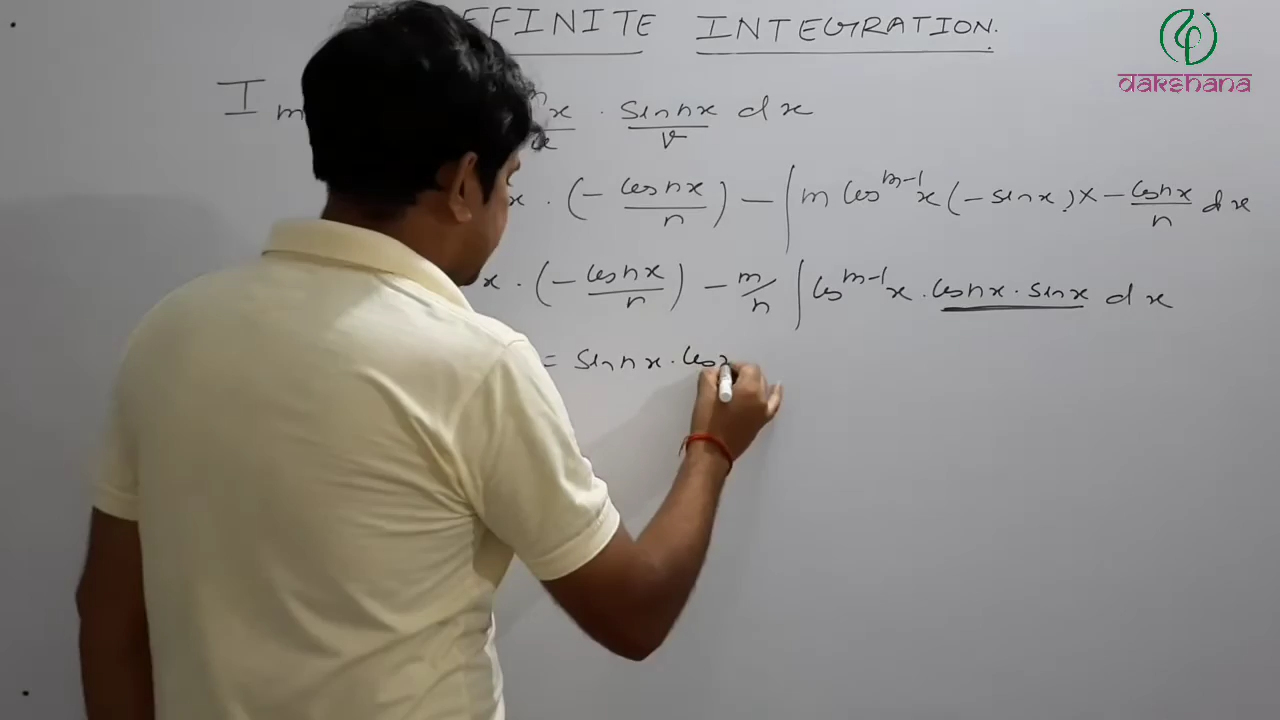 EFFINITE INTEGRATION.
dakshana
I m x · sin nx dx
u v
x · (- cos nx / n) - ∫ m cos^m-1 x (- sin x) × - cos nx / n dx
x · (- cos nx / n) - m/n ∫ cos^m-1 x · cos nx · sin x dx
= sin nx · cos